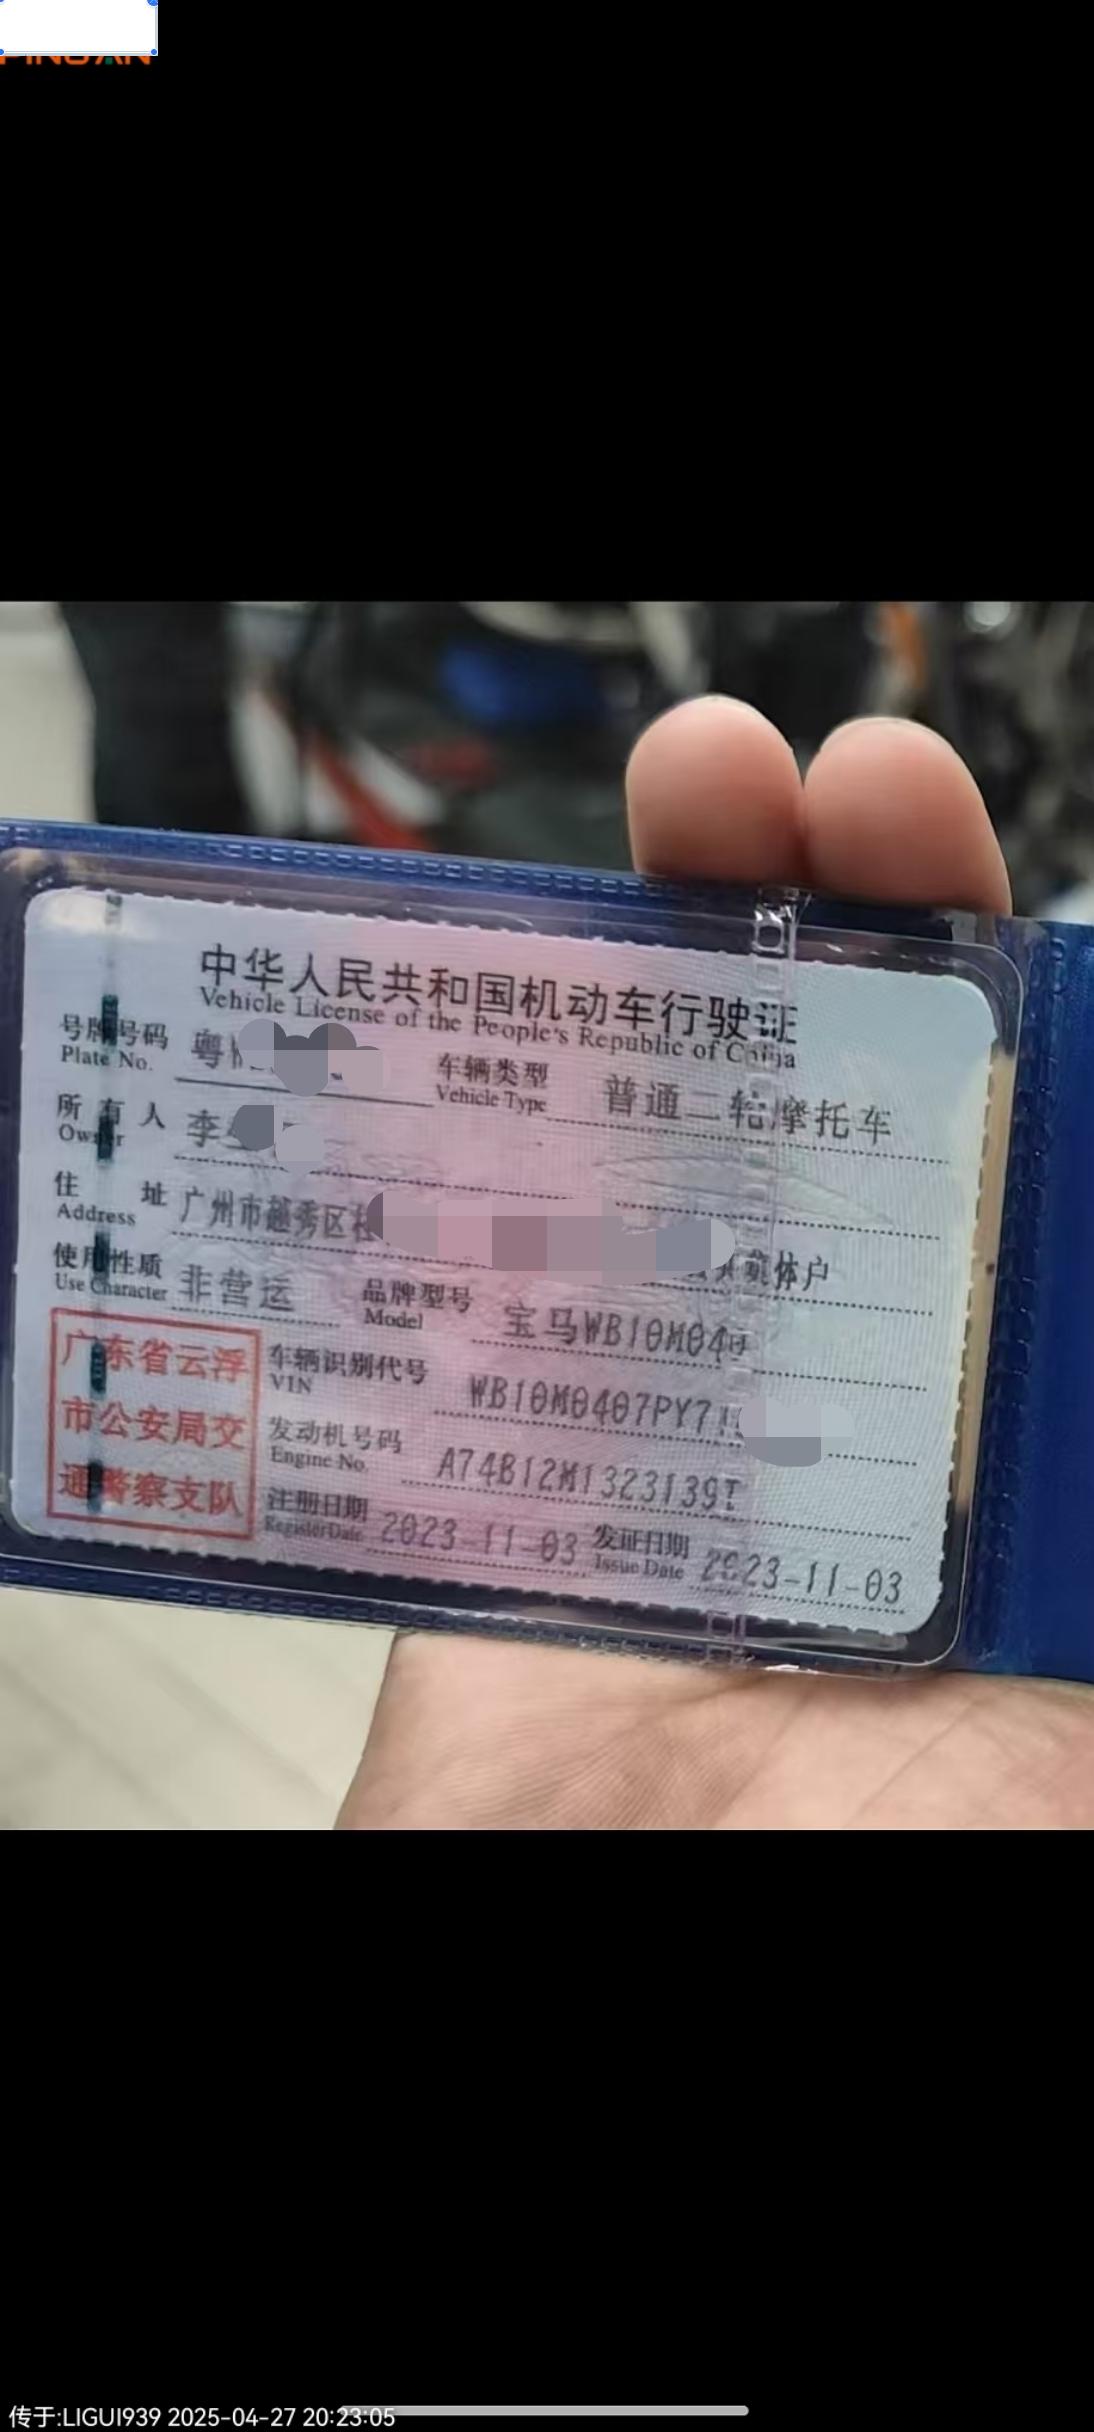 中华人民共和国机动车行驶证
Vehicle License of the People's Republic of China
号牌号码 粤
Plate No.
车辆类型 普通二轮摩托车
Vehicle Type
所有人 李
Owner
住址 广州市越秀区
体户
Address
使用性质 非营运
Use Character
品牌型号 宝马WB10M04
Model
广东省云浮
市公安局交
通警察支队
车辆识别代号 WB10M0407PY7
VIN
发动机号码 A74B12M1323139I
Engine No.
注册日期 2023-11-03
Register Date
发证日期 2023-11-03
Issue Date
传于:LIGUI939 2025-04-27 20:23:05